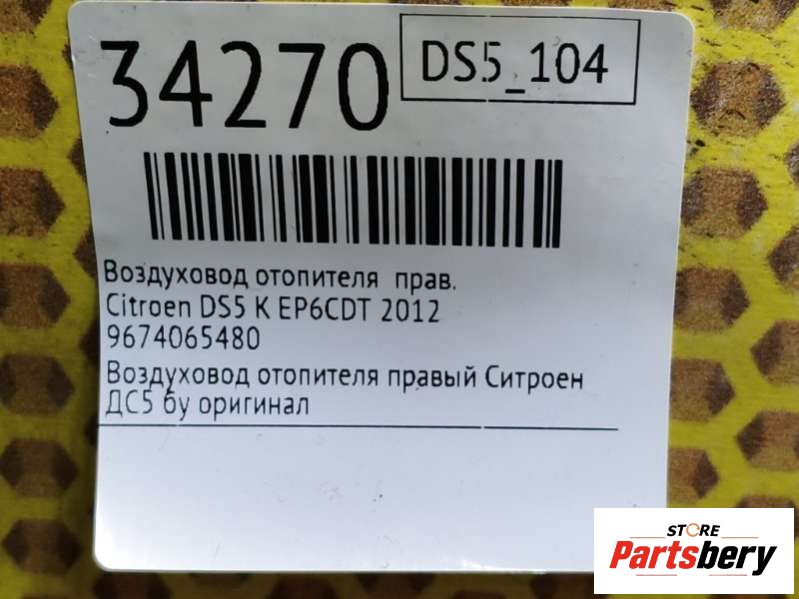 34270
DS5_104
Воздуховод отопителя прав.
Citroen DS5 K EP6CDT 2012
9674065480
Воздуховод отопителя правый Ситроен
ДС5 бу оригинал
STORE
Partsbery